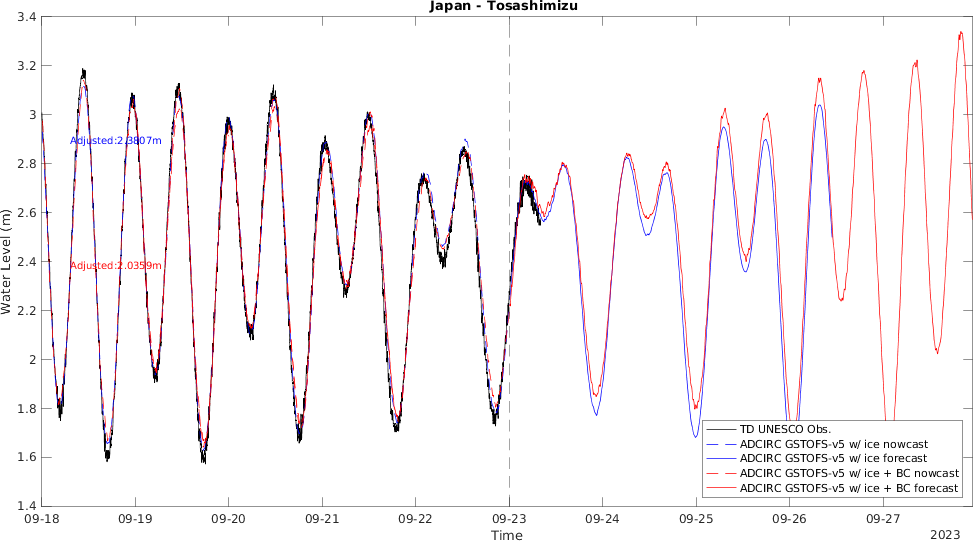 Japan - Tosashimizu
3.4
3.2
3
2.8
2.6
2.4
2.2
2
1.8
1.6
1.4
Water Level (m)
Adjusted:2.3807m
Adjusted:2.0359m
TD UNESCO Obs.
ADCIRC GSTOFS-v5 w/ ice nowcast
ADCIRC GSTOFS-v5 w/ ice forecast
ADCIRC GSTOFS-v5 w/ ice + BC nowcast
ADCIRC GSTOFS-v5 w/ ice + BC forecast
09-18 09-19 09-20 09-21 09-22 09-23 09-24 09-25 09-26 09-27
Time
2023